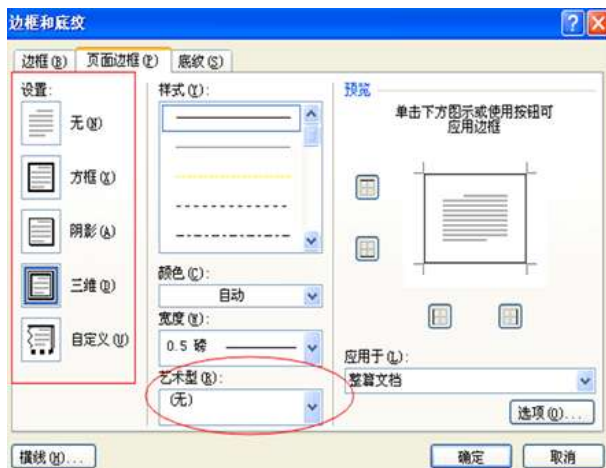 边框和底纹
边框(B)
页面边框(P)
底纹(S)
设置:
无(N)
方框(X)
阴影(A)
三维(D)
自定义(U)
样式(Y):
颜色(C):
自动
宽度(W):
0.5 磅
艺术型(R):
(无)
预览
单击下方图示或使用按钮可
应用边框
应用于(L):
整篇文档
选项(O)...
横线(H)...
确定
取消